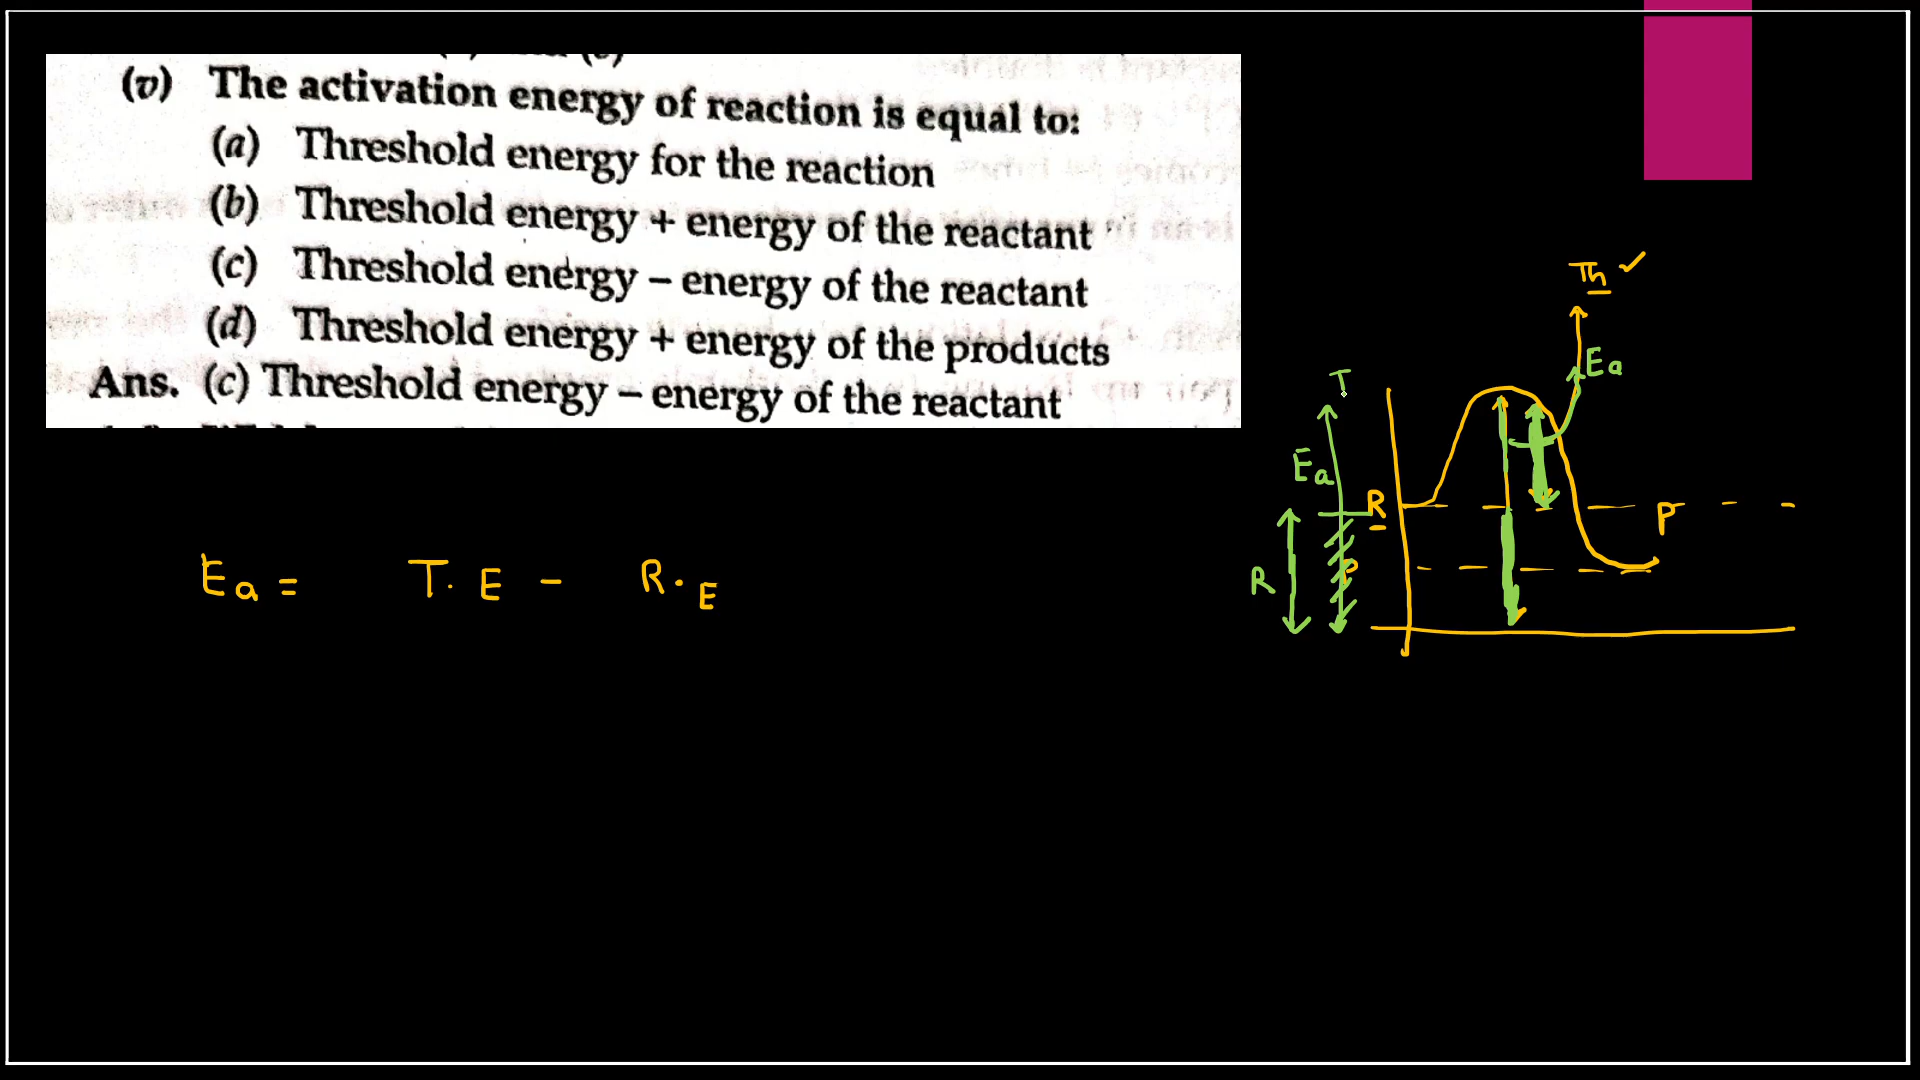 (v) The activation energy of reaction is equal to:
(a) Threshold energy for the reaction
(b) Threshold energy + energy of the reactant
(c) Threshold energy – energy of the reactant
(d) Threshold energy + energy of the products
Ans. (c) Threshold energy – energy of the reactant
Th ✓
Ea
T
Ea
R
P
R
P
Ea = T.E - R.E